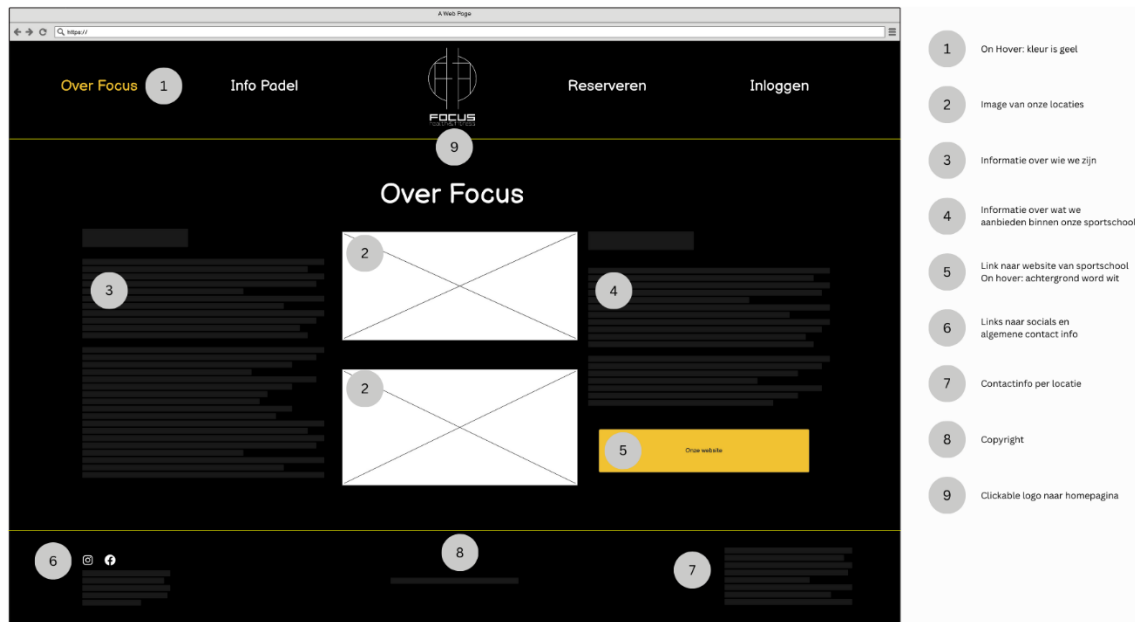 A Web Page
https://
Over Focus
1
Info Padel
FOCUS
Reserveren
Inloggen
9
Over Focus
2
3
4
2
5
Onze website
6
8
7
1
On Hover: kleur is geel
2
Image van onze locaties
3
Informatie over wie we zijn
4
Informatie over wat we
aanbieden binnen onze sportschool
5
Link naar website van sportschool
On hover: achtergrond word wit
6
Links naar socials en
algemene contact info
7
Contactinfo per locatie
8
Copyright
9
Clickable logo naar homepagina